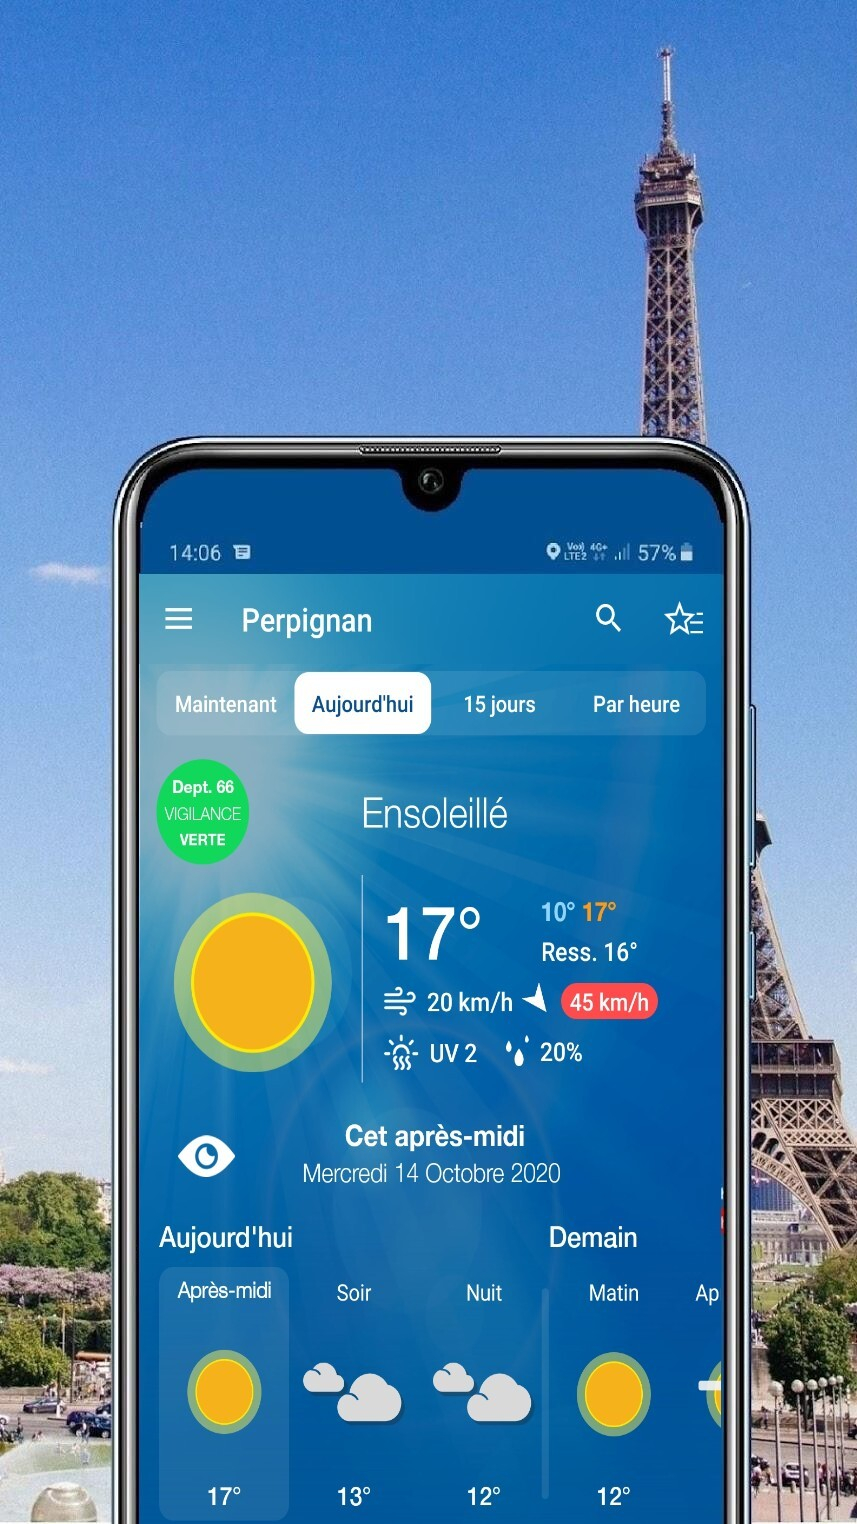 14:06 Vo)) LTE2 4G+ 57%
Perpignan
Maintenant Aujourd'hui 15 jours Par heure
Dept. 66
VIGILANCE
VERTE
Ensoleillé
17° 10° 17°
Ress. 16°
20 km/h 45 km/h
UV 2 20%
Cet après-midi
Mercredi 14 Octobre 2020
Aujourd'hui Demain
Après-midi Soir Nuit Matin Ap
17° 13° 12° 12°